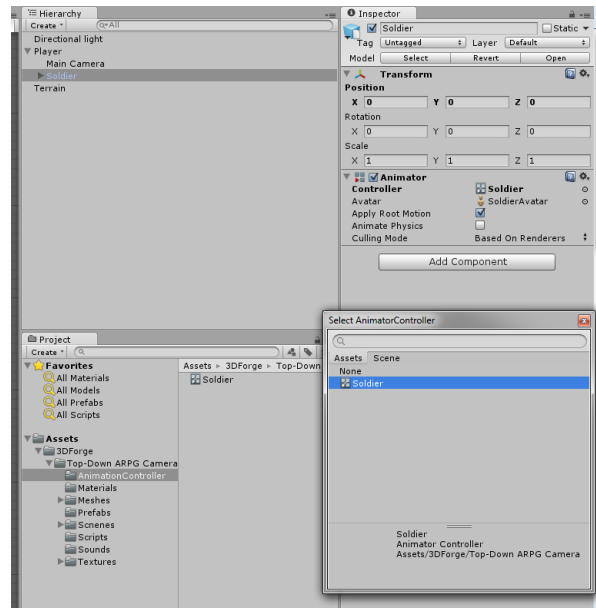 Hierarchy
Create
All
Directional light
Player
Main Camera
Soldier
Terrain
Inspector
Soldier
Static
Tag Untagged Layer Default
Model Select Revert Open
Transform
Position
X 0 Y 0 Z 0
Rotation
X 0 Y 0 Z 0
Scale
X 1 Y 1 Z 1
Animator
Controller Soldier
Avatar SoldierAvatar
Apply Root Motion
Animate Physics
Culling Mode Based On Renderers
Add Component
Project
Create
Favorites
All Materials
All Models
All Prefabs
All Scripts
Assets
3DForge
Top-Down ARPG Camera
AnimationController
Materials
Meshes
Prefabs
Scnenes
Scripts
Sounds
Textures
Assets 3DForge Top-Down
Soldier
Select AnimatorController
Assets Scene
None
Soldier
Soldier
Animator Controller
Assets/3DForge/Top-Down ARPG Camera